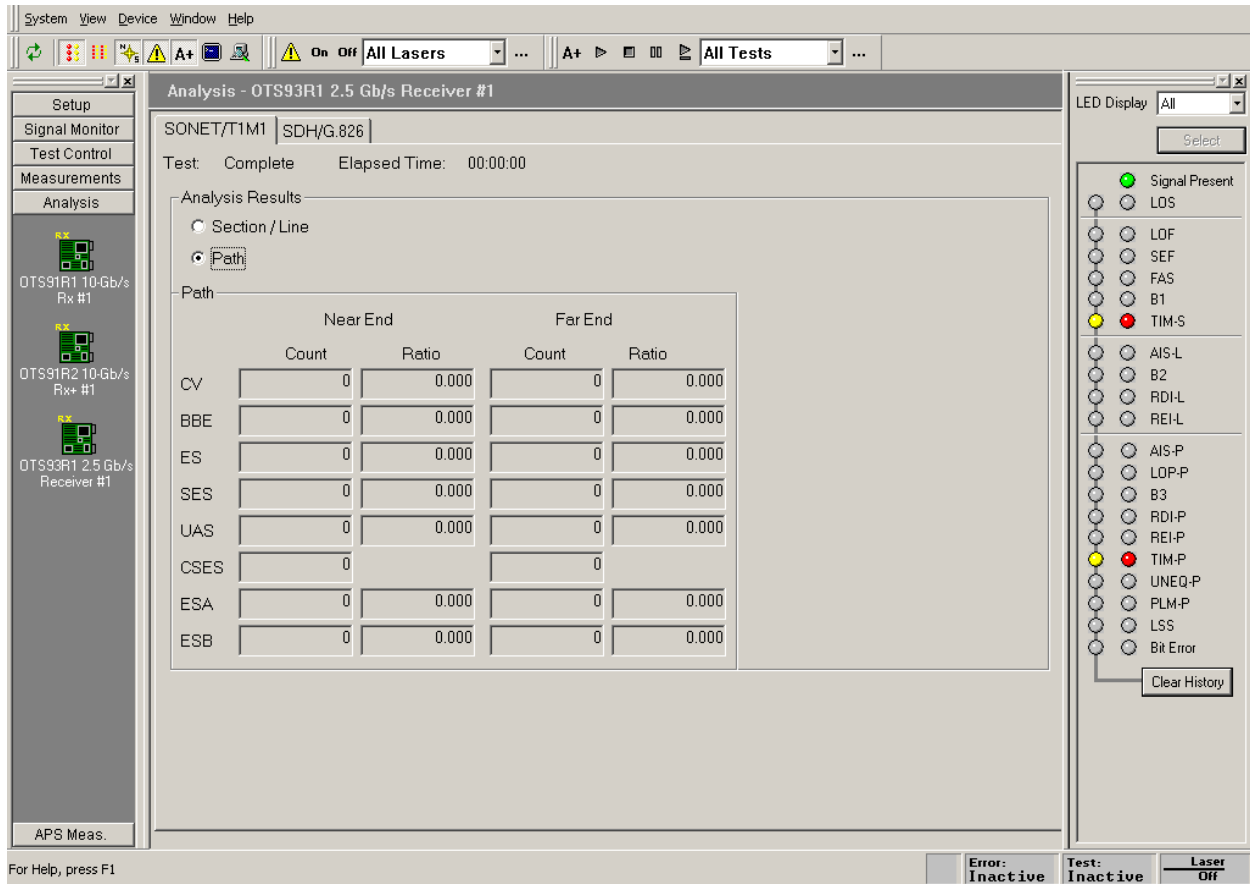 System View Device Window Help
A+ On Off All Lasers ... A+ All Tests ...
Setup
Signal Monitor
Test Control
Measurements
Analysis
RX
OTS91R1 10-Gb/s
Rx #1
RX
OTS91R2 10-Gb/s
Rx+ #1
RX
OTS93R1 2.5 Gb/s
Receiver #1
APS Meas.
Analysis - OTS93R1 2.5 Gb/s Receiver #1
SONET/T1M1 SDH/G.826
Test: Complete Elapsed Time: 00:00:00
Analysis Results
Section / Line
Path
Path
Near End Far End
Count Ratio Count Ratio
CV 0 0.000 0 0.000
BBE 0 0.000 0 0.000
ES 0 0.000 0 0.000
SES 0 0.000 0 0.000
UAS 0 0.000 0 0.000
CSES 0 0
ESA 0 0.000 0 0.000
ESB 0 0.000 0 0.000
LED Display All
Select
Signal Present
LOS
LOF
SEF
FAS
B1
TIM-S
AIS-L
B2
RDI-L
REI-L
AIS-P
LOP-P
B3
RDI-P
REI-P
TIM-P
UNEQ-P
PLM-P
LSS
Bit Error
Clear History
For Help, press F1
Error: Inactive
Test: Inactive
Laser Off